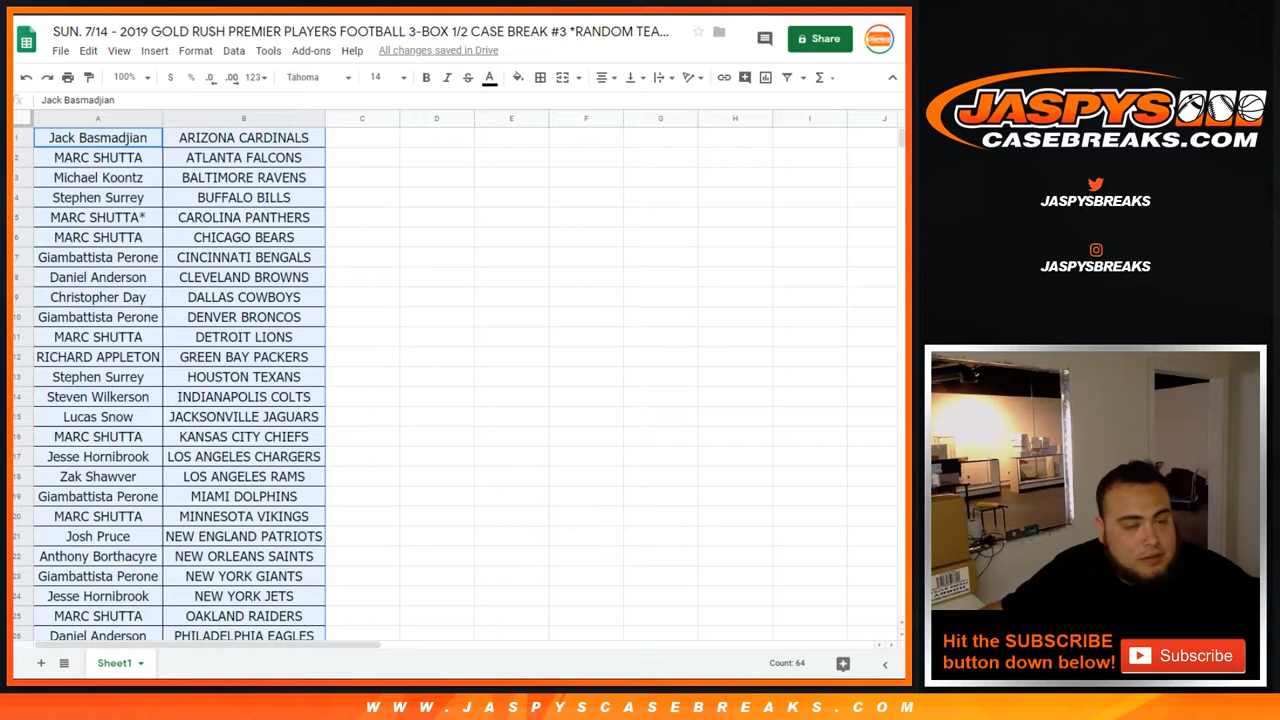 SUN. 7/14 - 2019 GOLD RUSH PREMIER PLAYERS FOOTBALL 3-BOX 1/2 CASE BREAK #3 *RANDOM TEA...
File Edit View Insert Format Data Tools Add-ons Help All changes saved in Drive
Share
100% $ % .0 .00 123 Tahoma 14 B I S A
fx Jack Basmadjian
A B C D E F G H I J
1 Jack Basmadjian ARIZONA CARDINALS
2 MARC SHUTTA ATLANTA FALCONS
3 Michael Koontz BALTIMORE RAVENS
4 Stephen Surrey BUFFALO BILLS
5 MARC SHUTTA* CAROLINA PANTHERS
6 MARC SHUTTA CHICAGO BEARS
7 Giambattista Perone CINCINNATI BENGALS
8 Daniel Anderson CLEVELAND BROWNS
9 Christopher Day DALLAS COWBOYS
10 Giambattista Perone DENVER BRONCOS
11 MARC SHUTTA DETROIT LIONS
12 RICHARD APPLETON GREEN BAY PACKERS
13 Stephen Surrey HOUSTON TEXANS
14 Steven Wilkerson INDIANAPOLIS COLTS
15 Lucas Snow JACKSONVILLE JAGUARS
16 MARC SHUTTA KANSAS CITY CHIEFS
17 Jesse Hornibrook LOS ANGELES CHARGERS
18 Zak Shawver LOS ANGELES RAMS
19 Giambattista Perone MIAMI DOLPHINS
20 MARC SHUTTA MINNESOTA VIKINGS
21 Josh Pruce NEW ENGLAND PATRIOTS
22 Anthony Borthacyre NEW ORLEANS SAINTS
23 Giambattista Perone NEW YORK GIANTS
24 Jesse Hornibrook NEW YORK JETS
25 MARC SHUTTA OAKLAND RAIDERS
26 Daniel Anderson PHILADELPHIA EAGLES
Sheet1
Count: 64
JASPYS
CASEBREAKS.COM
JASPYSBREAKS
JASPYSBREAKS
Hit the SUBSCRIBE
button down below!
Subscribe
WWW.JASPYSCASEBREAKS.COM